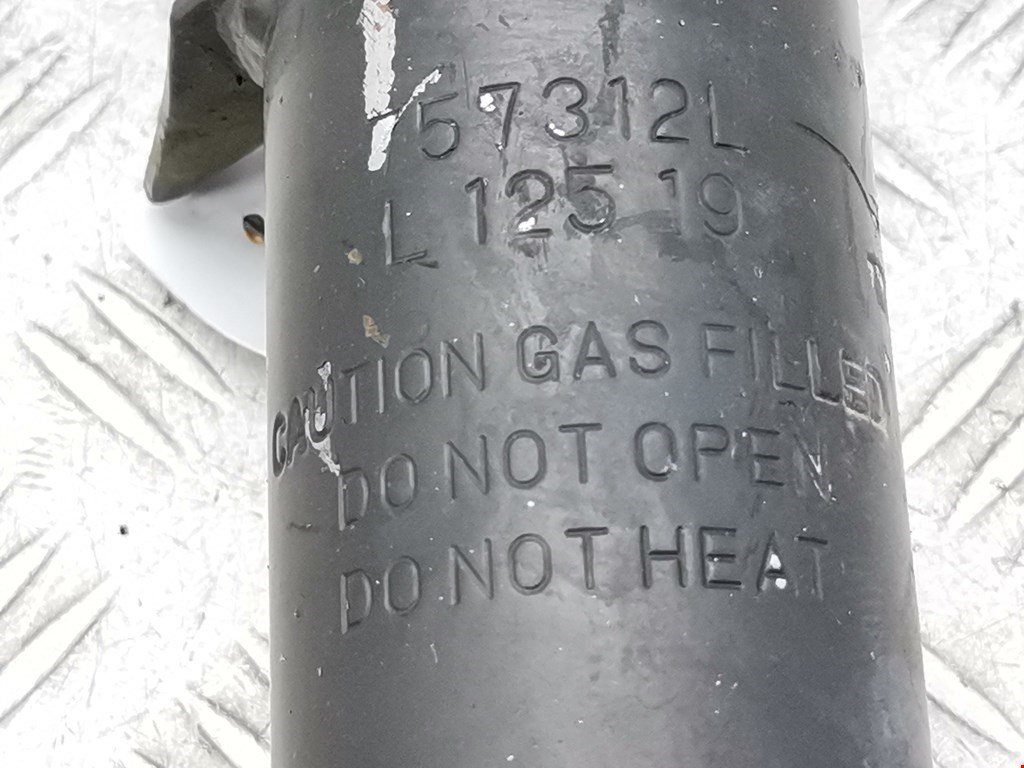 57312L
L 125 19
CAUTION GAS FILLED
DO NOT OPEN
DO NOT HEAT